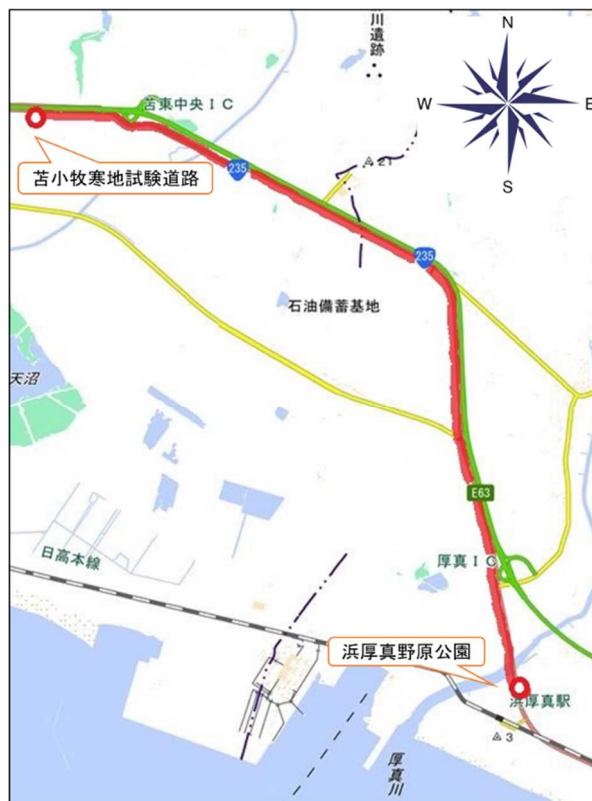 川遺跡
N
W
E
S
苫東中央IC
苫小牧寒地試験道路
235
21
235
石油備蓄基地
天沼
E63
日高本線
厚真IC
浜厚真野原公園
浜厚真駅
3
厚真川